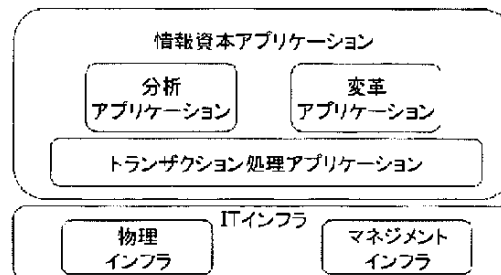 情報資本アプリケーション
分析
アプリケーション
変革
アプリケーション
トランザクション処理アプリケーション
ITインフラ
物理
インフラ
マネジメント
インフラ